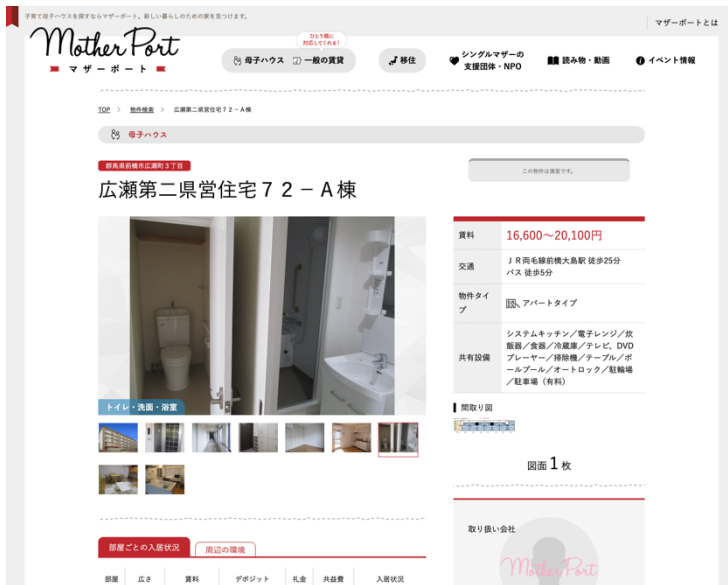 子育て母子ハウスを探すならマザーポート。新しい暮らしのための家を見つけます。
マザーポートとは
Mother Port
マザーポート
ひとり親に
対応してくれる!
母子ハウス
一般の賃貸
移住
シングルマザーの
支援団体・NPO
読み物・動画
イベント情報
TOP > 物件検索 > 広瀬第二県営住宅72-A棟
母子ハウス
群馬県前橋市広瀬町3丁目
広瀬第二県営住宅72-A棟
トイレ・洗面・浴室
この物件は満室です。
賃料 16,600〜20,100円
交通 JR両毛線前橋大島駅 徒歩25分
バス 徒歩5分
物件タイ
プ
アパートタイプ
共有設備
システムキッチン/電子レンジ/炊
飯器/食器/冷蔵庫/テレビ、DVD
プレーヤー/掃除機/テーブル/ボ
ールプール/オートロック/駐輪場
/駐車場(有料)
間取り図
図面1枚
取り扱い会社
Mother Port
部屋ごとの入居状況
周辺の環境
部屋 広さ 賃料 デポジット 礼金 共益費 入居状況